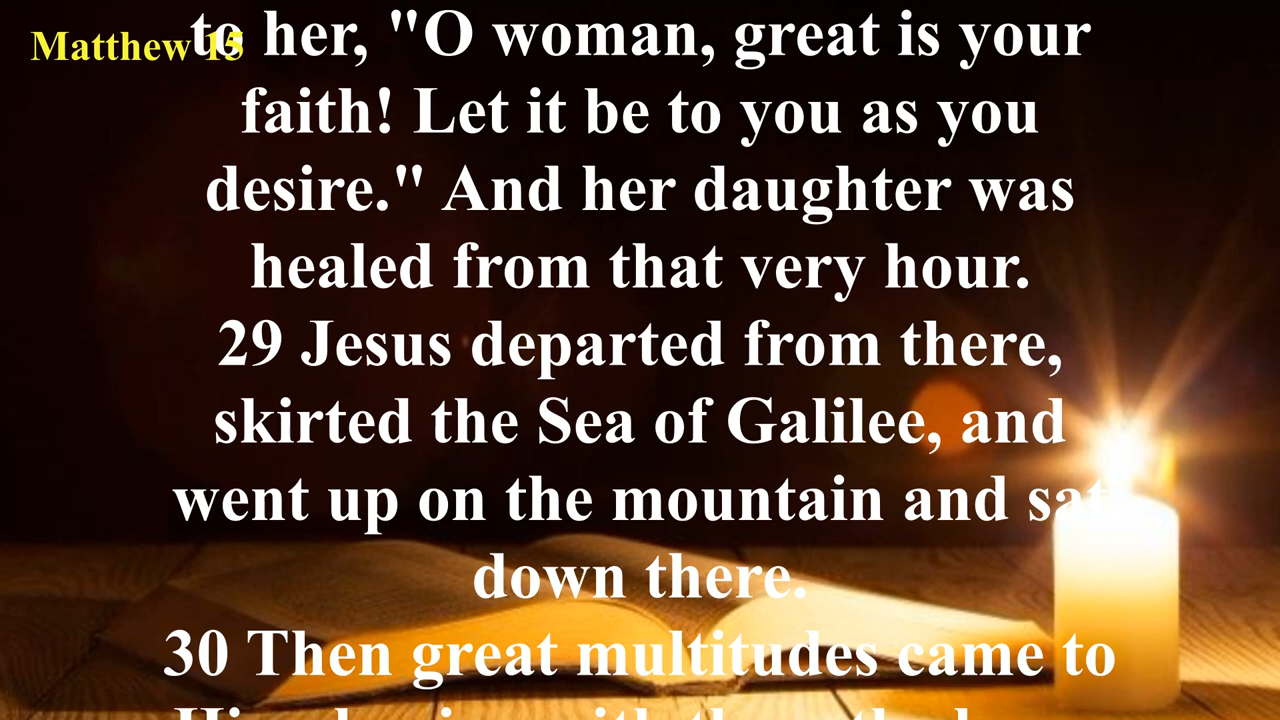 Matthew 15
to her, "O woman, great is your
faith! Let it be to you as you
desire." And her daughter was
healed from that very hour.
29 Jesus departed from there,
skirted the Sea of Galilee, and
went up on the mountain and sat
down there.
30 Then great multitudes came to